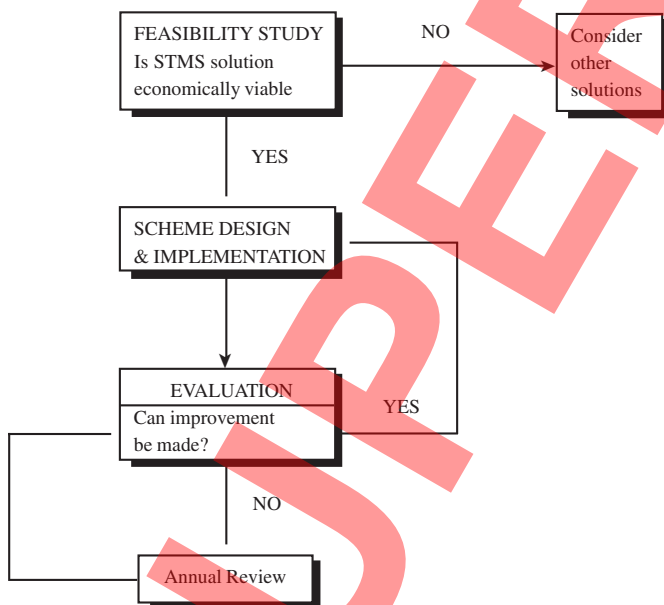 FEASIBILITY STUDY
Is STMS solution
economically viable
NO
Consider
other
solutions
YES
SCHEME DESIGN
& IMPLEMENTATION
EVALUATION
Can improvement
be made?
YES
NO
Annual Review